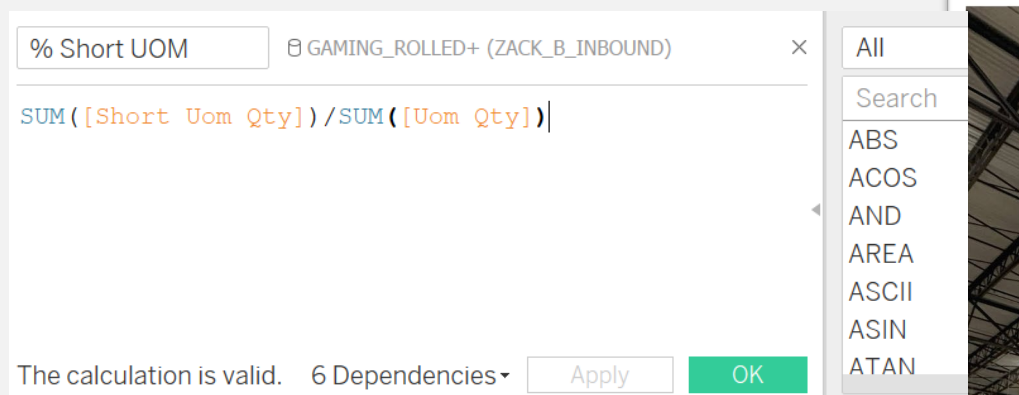 % Short UOM
GAMING_ROLLED+ (ZACK_B_INBOUND)
SUM([Short Uom Qty])/SUM([Uom Qty])
The calculation is valid.
6 Dependencies
Apply
OK
All
Search
ABS
ACOS
AND
AREA
ASCII
ASIN
ATAN